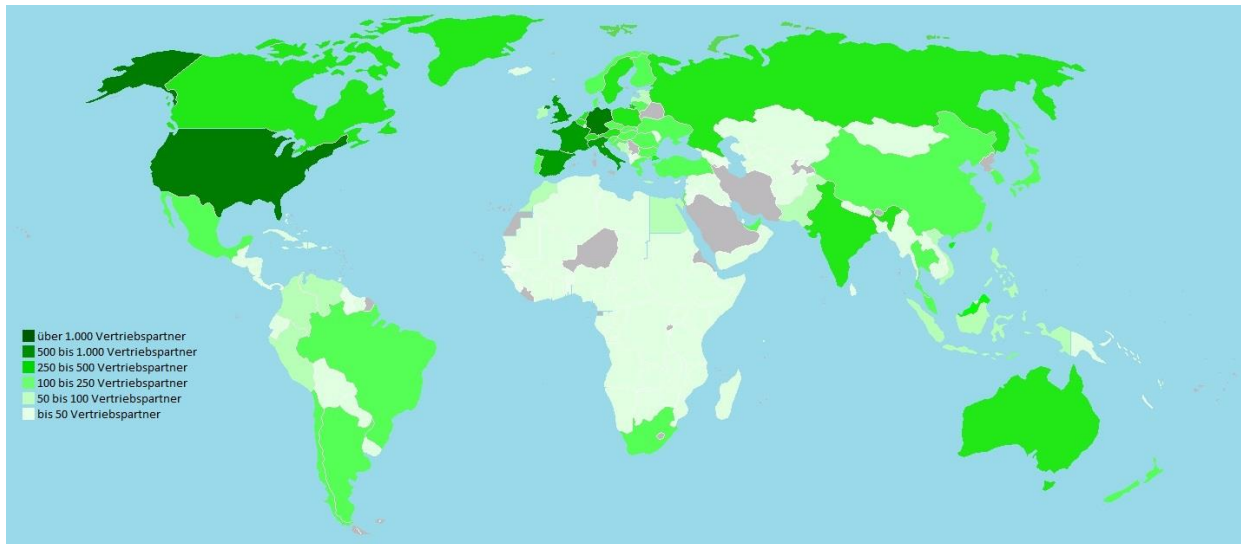 über 1.000 Vertriebspartner
500 bis 1.000 Vertriebspartner
250 bis 500 Vertriebspartner
100 bis 250 Vertriebspartner
50 bis 100 Vertriebspartner
bis 50 Vertriebspartner